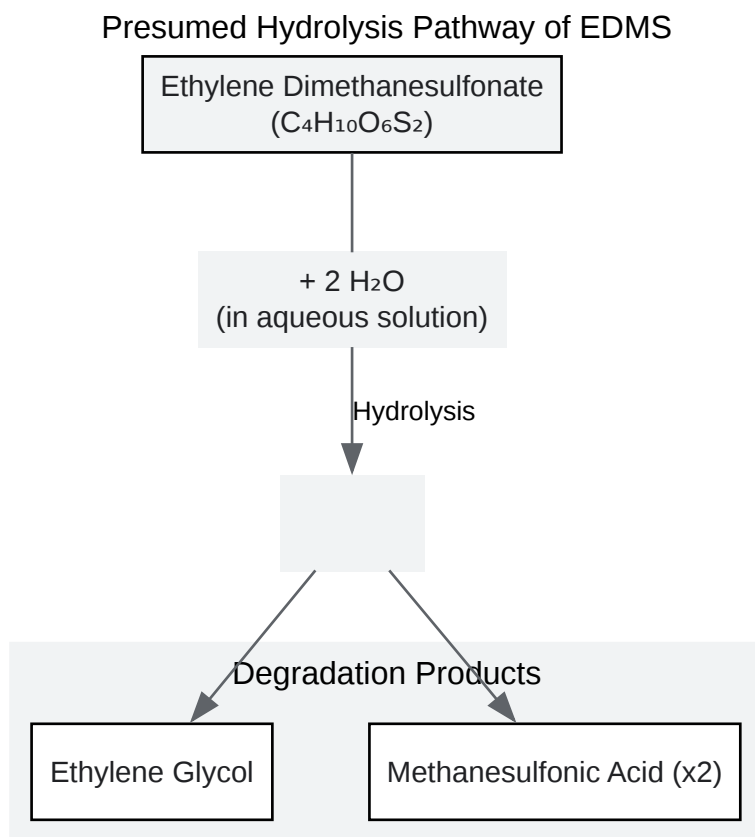 Presumed Hydrolysis Pathway of EDMS
Ethylene Dimethanesulfonate
(C₄H₁₀O₆S₂)
+ 2 H₂O
(in aqueous solution)
Hydrolysis
Degradation Products
Ethylene Glycol
Methanesulfonic Acid (x2)